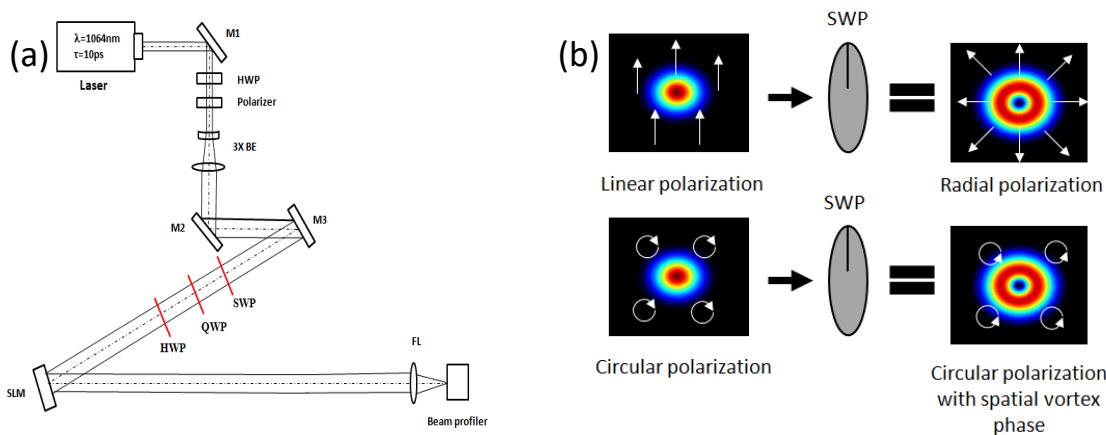 (a)
λ=1064nm
τ=10ps
Laser
M1
HWP
Polarizer
3X BE
M2
M3
SWP
QWP
HWP
SLM
FL
Beam profiler
(b)
SWP
Linear polarization
Radial polarization
SWP
Circular polarization
Circular polarization
with spatial vortex
phase